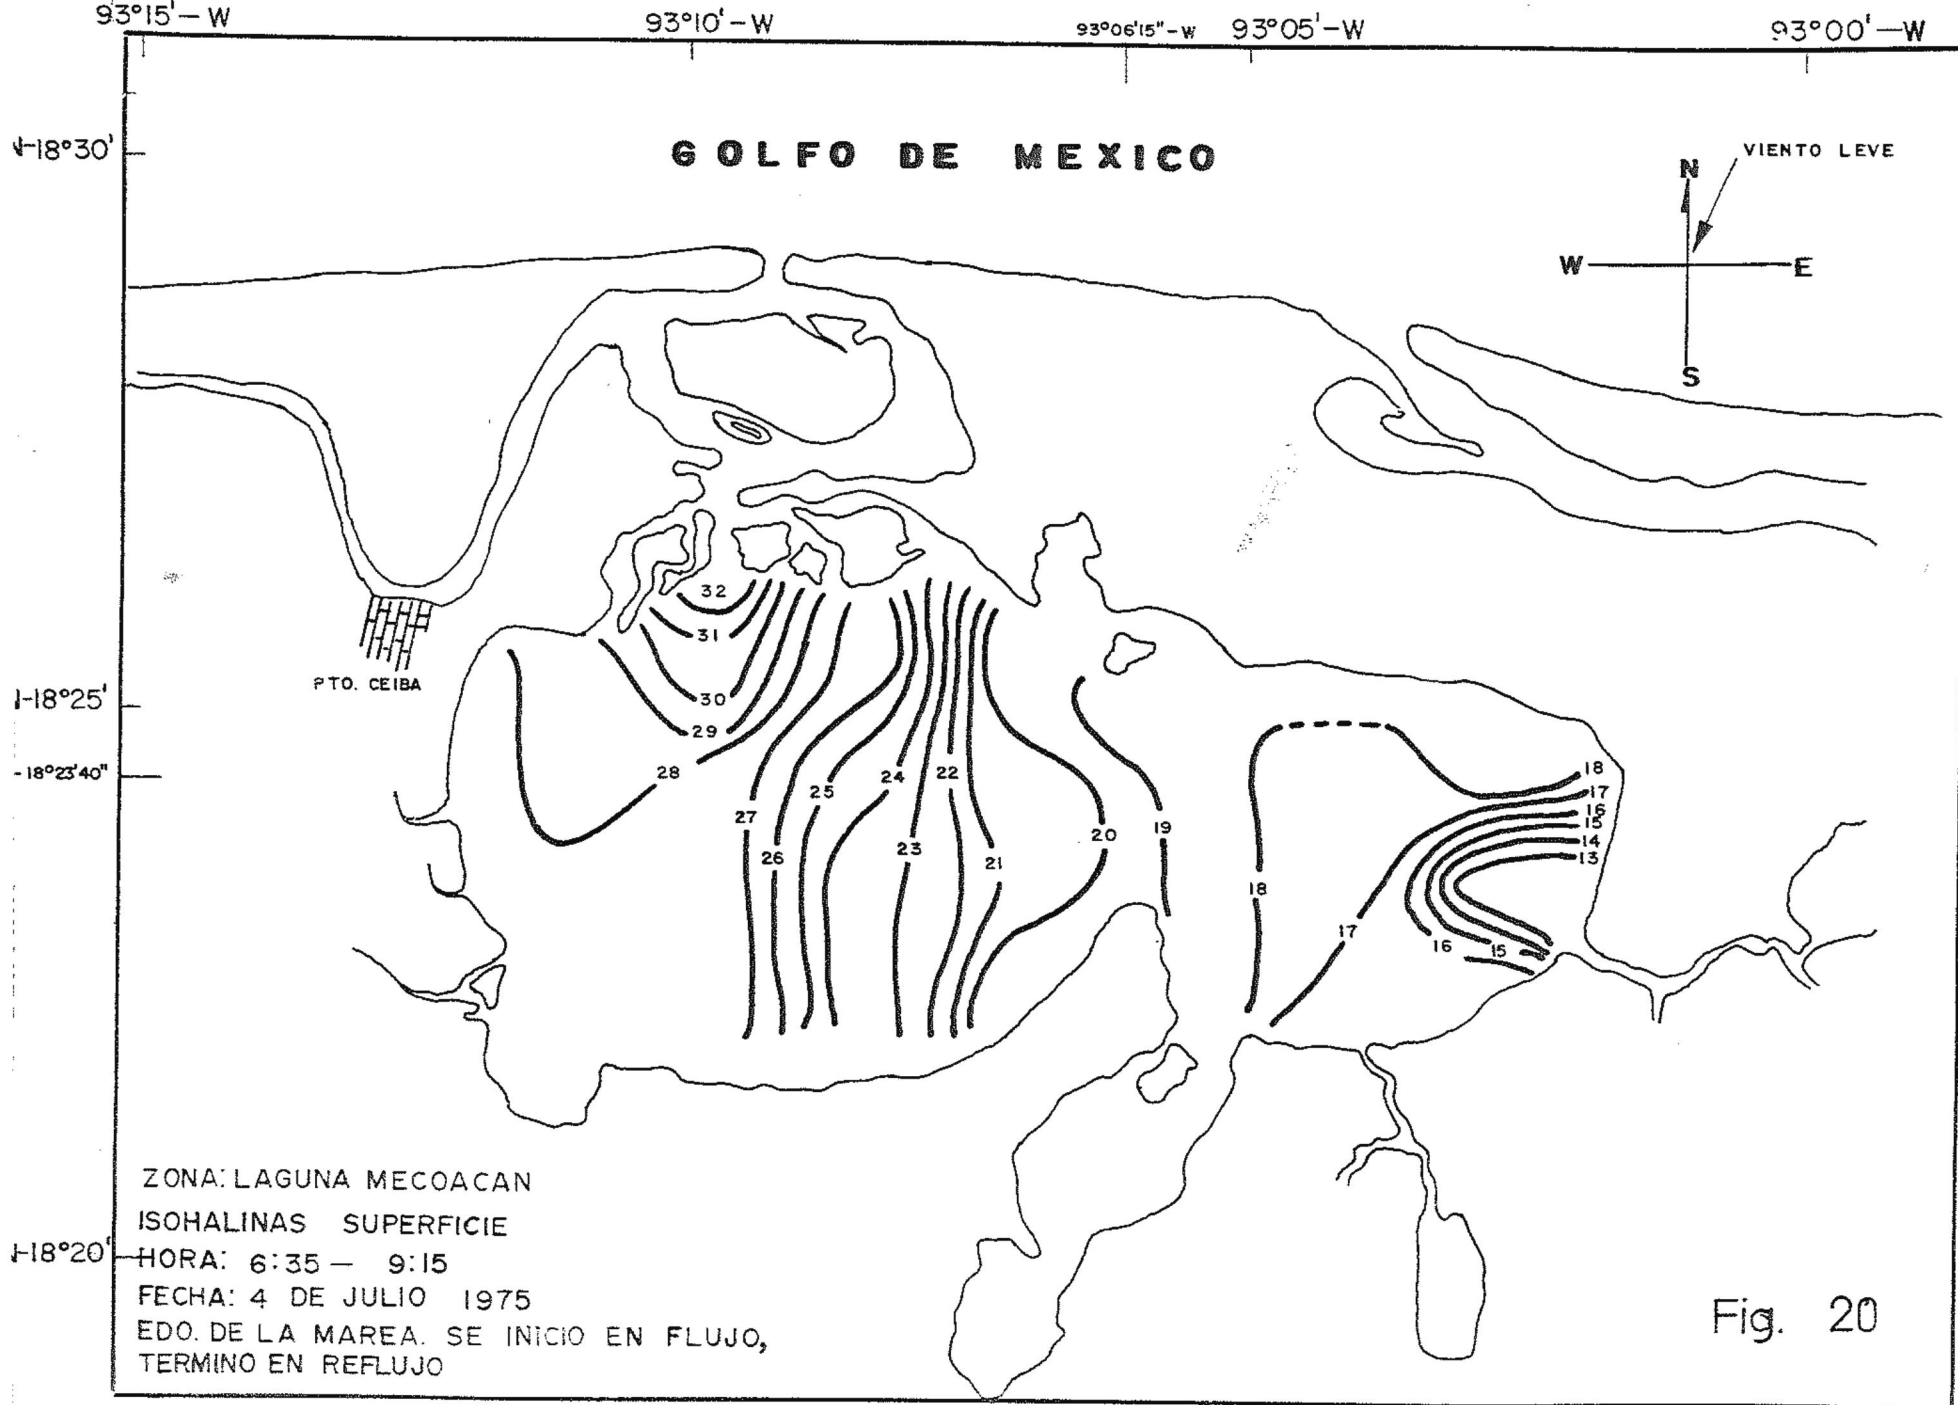 93°15'-W
93°10'-W
93°06'15"-W
93°05'-W
93°00'-W
N-18°30'
GOLFO DE MEXICO
VIENTO LEVE
N
W
E
S
PTO. CEIBA
-18°25'
-18°23'40"
-18°20'
32
31
30
29
28
27
26
25
24
23
22
21
20
19
18
17
18
17
16
15
14
13
16
15
ZONA: LAGUNA MECOACAN
ISOHALINAS SUPERFICIE
HORA: 6:35 - 9:15
FECHA: 4 DE JULIO 1975
EDO. DE LA MAREA. SE INICIO EN FLUJO,
TERMINO EN REFLUJO
Fig. 20